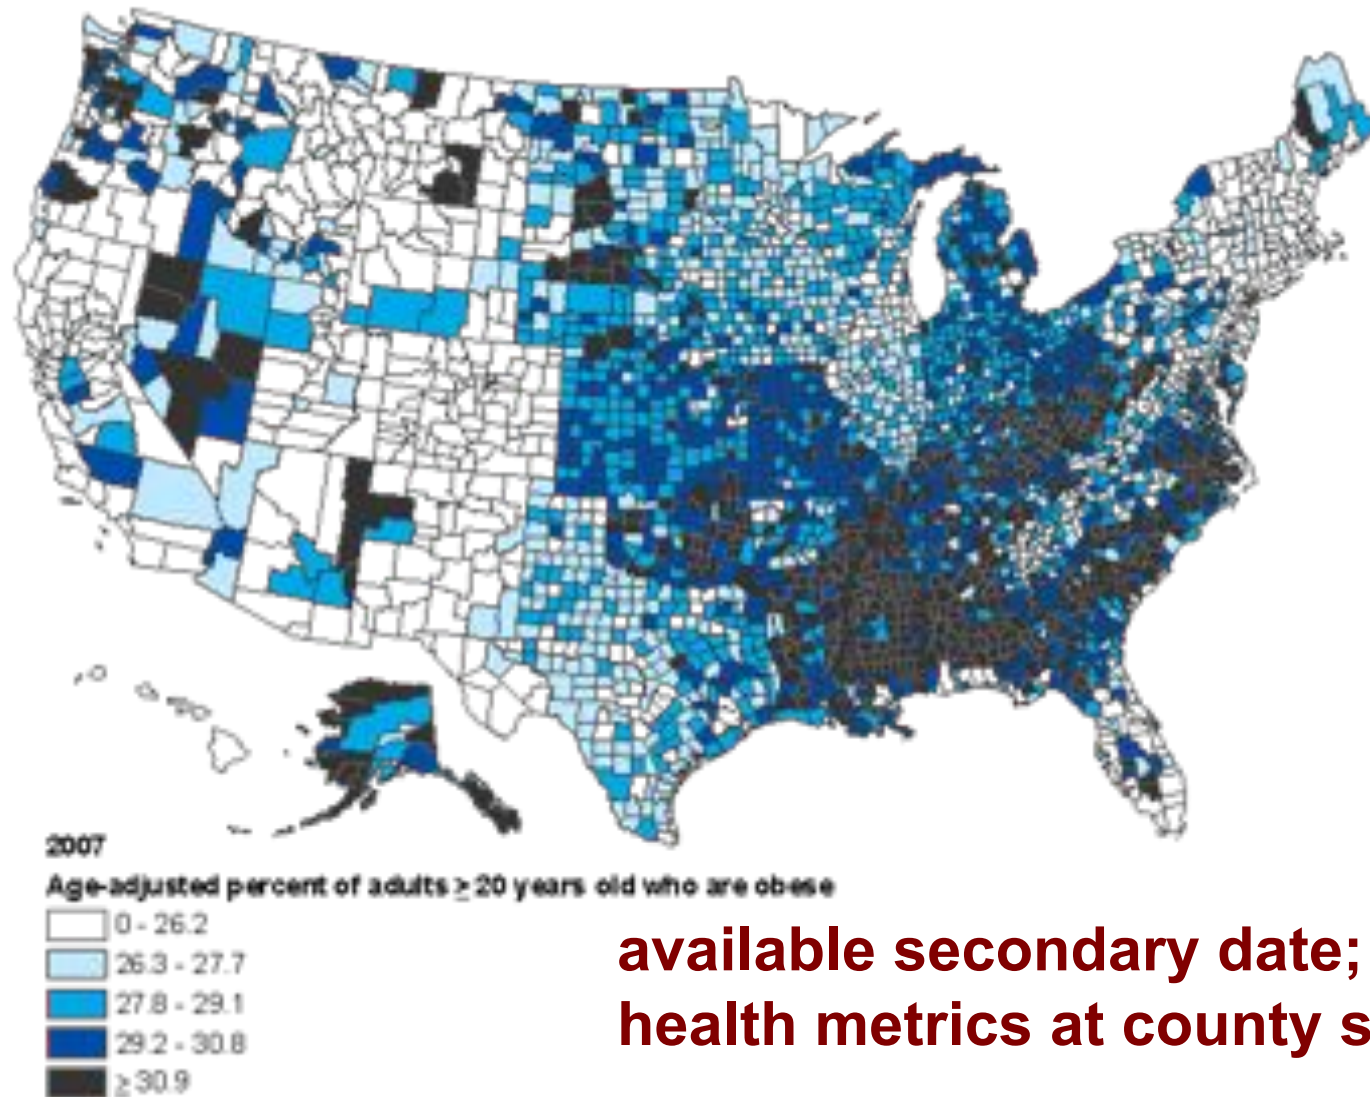 2007
Age-adjusted percent of adults ≥ 20 years old who are obese
0 - 26.2
26.3 - 27.7
27.8 - 29.1
29.2 - 30.8
≥ 30.9
available secondary date;
health metrics at county s